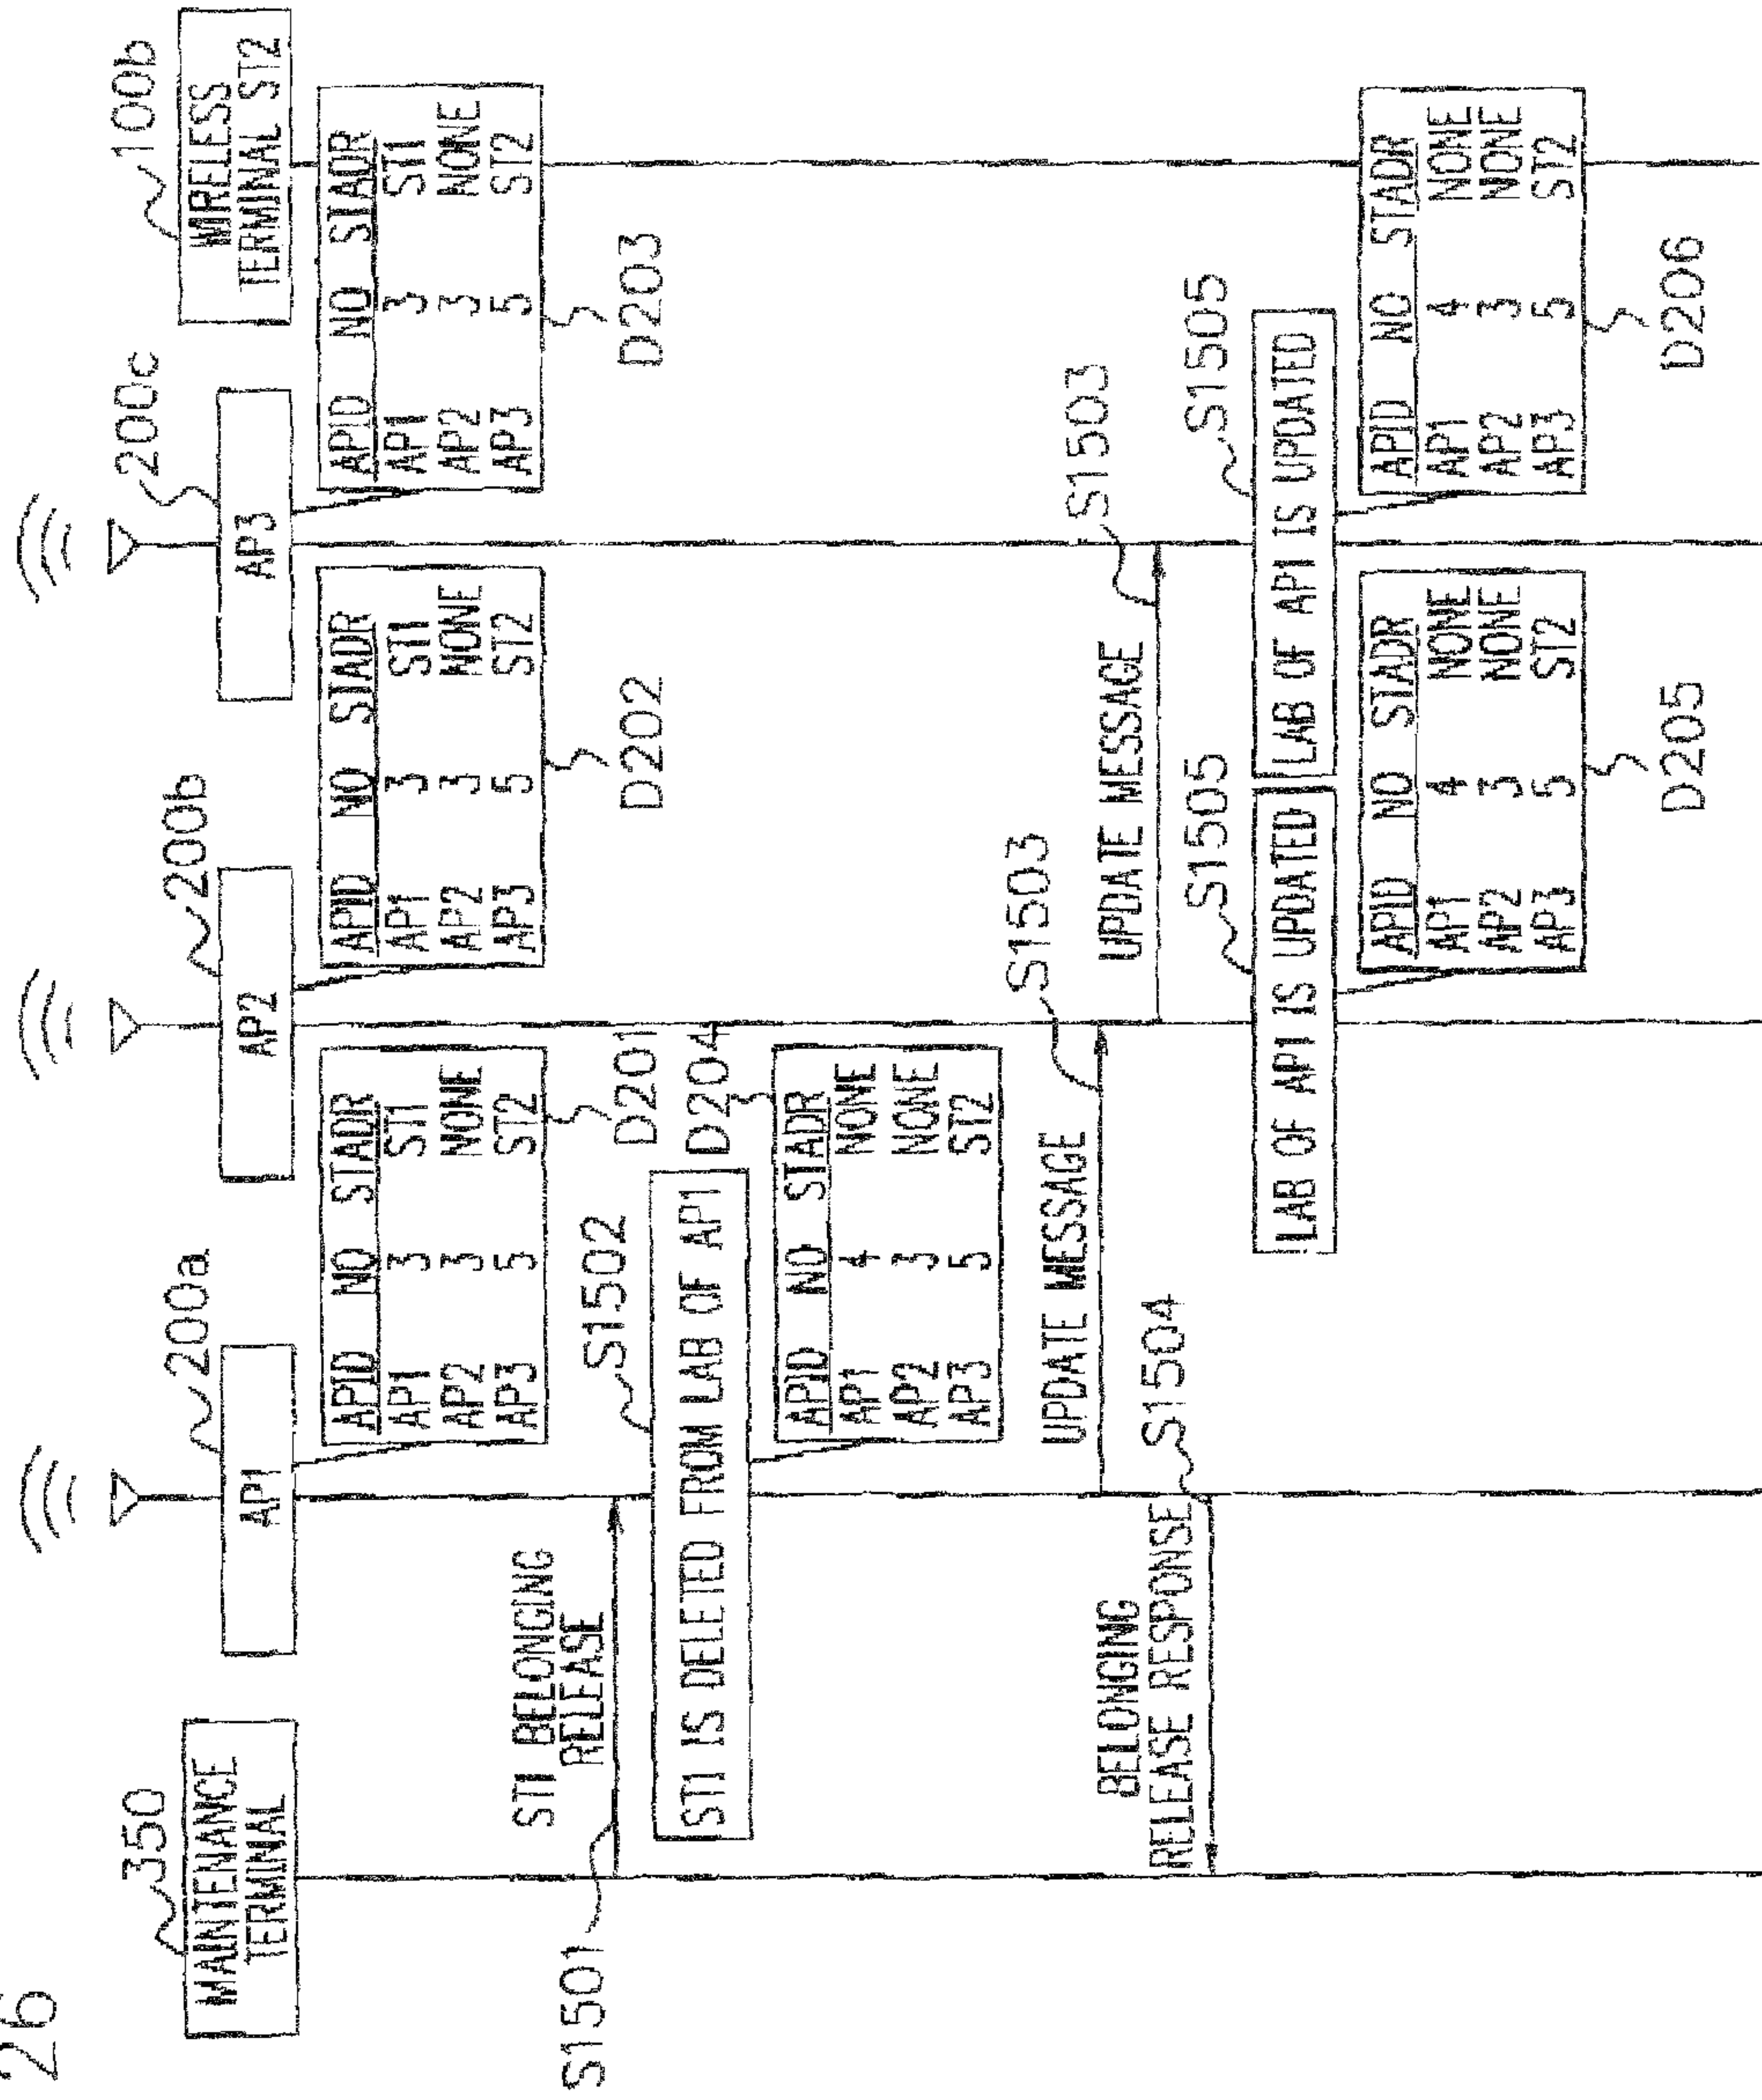 26
350
MAINTENANCE
TERMINAL
200a
AP1
200b
AP2
200c
AP3
100b
WIRELESS
TERMINAL ST2
APID NO STADR
AP1 3 ST1
AP2 3 NONE
AP3 5 ST2
D201
APID NO STADR
AP1 3 ST1
AP2 3 NONE
AP3 5 ST2
D202
APID NO STADR
AP1 3 ST1
AP2 3 NONE
AP3 5 ST2
D203
ST1 BELONGING
RELEASE
S1501
S1502
ST1 IS DELETED FROM LAB OF AP1
D204
APID NO STADR
AP1 4 NONE
AP2 3 NONE
AP3 5 ST2
UPDATE MESSAGE
S1503
UPDATE MESSAGE
S1503
BELONGING
RELEASE RESPONSE
S1504
S1505
LAB OF AP1 IS UPDATED
S1505
LAB OF AP1 IS UPDATED
APID NO STADR
AP1 4 NONE
AP2 3 NONE
AP3 5 ST2
D205
APID NO STADR
AP1 4 NONE
AP2 3 NONE
AP3 5 ST2
D206